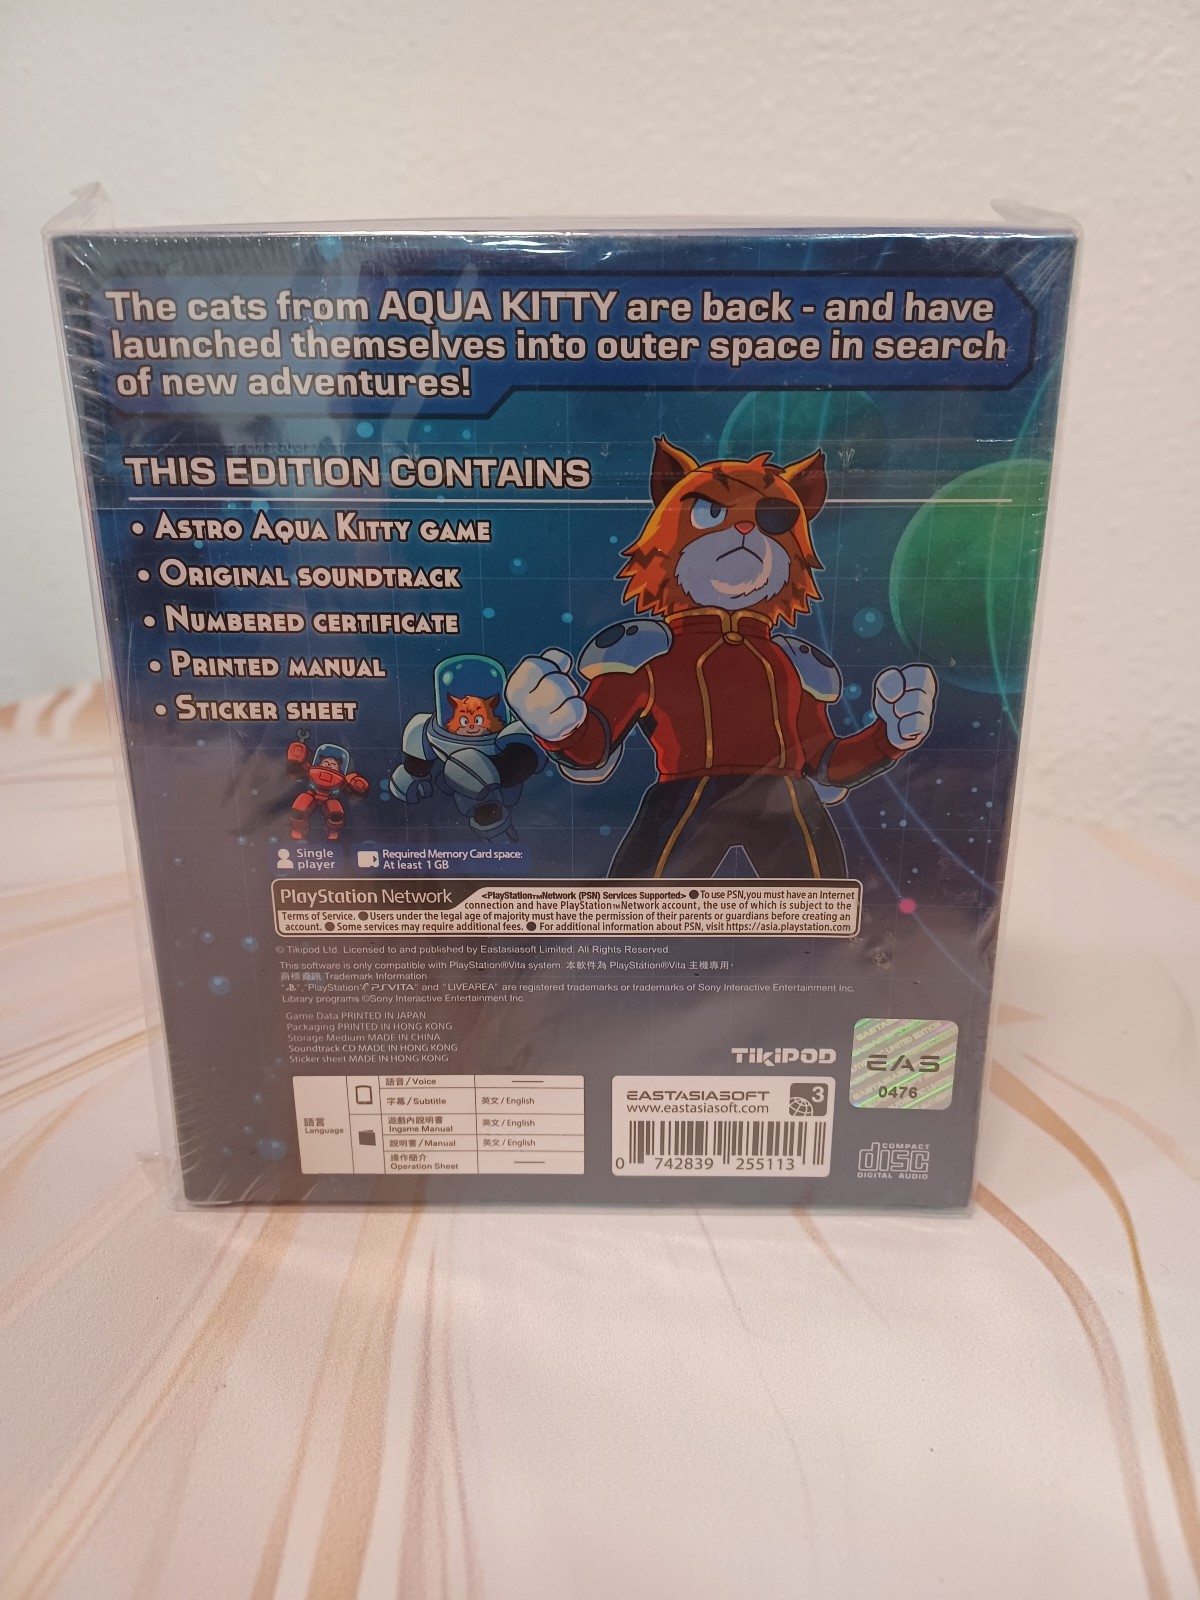 The cats from AQUA KITTY are back - and have
launched themselves into outer space in search
of new adventures!
THIS EDITION CONTAINS
• ASTRO AQUA KITTY GAME
• ORIGINAL SOUNDTRACK
• NUMBERED CERTIFICATE
• PRINTED MANUAL
• STICKER SHEET
Single
player
Required Memory Card space:
At least 1 GB
PlayStation Network
<PlayStation™Network (PSN) Services Supported> ● To use PSN, you must have an Internet
connection and have PlayStation™Network account, the use of which is subject to the
Terms of Service. ● Users under the legal age of majority must have the permission of their parents or guardians before creating an
account. ● Some services may require additional fees. ● For additional information about PSN, visit https://asia.playstation.com
© Tikipod Ltd. Licensed to and published by Eastasiasoft Limited. All Rights Reserved.
This software is only compatible with PlayStation®Vita system. 本軟件為 PlayStation®Vita 主機專用。
商標資訊 Trademark Information
"PlayStation", "PSVITA" and "LIVEAREA" are registered trademarks or trademarks of Sony Interactive Entertainment Inc.
Library programs ©Sony Interactive Entertainment Inc.
Game Data PRINTED IN JAPAN
Packaging PRINTED IN HONG KONG
Storage Medium MADE IN CHINA
Soundtrack CD MADE IN HONG KONG
Sticker sheet MADE IN HONG KONG
TIKIPOD
EAS
0476
語言
Language
語音/Voice
字幕/Subtitle 英文/English
遊戲內說明書
Ingame Manual 英文/English
說明書/Manual 英文/English
操作簡介
Operation Sheet
EASTASIASOFT
www.eastasiasoft.com
3
0 742839 255113
COMPACT
disc
DIGITAL AUDIO